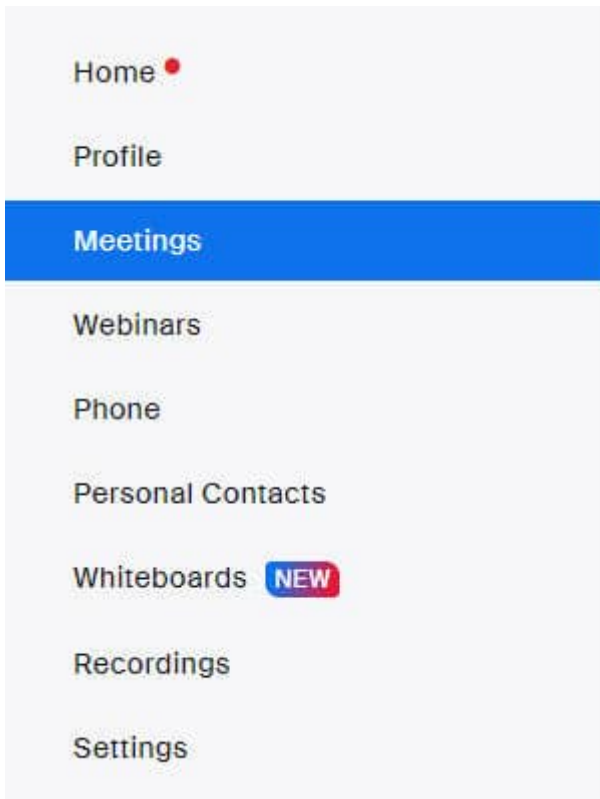 Home
Profile
Meetings
Webinars
Phone
Personal Contacts
Whiteboards NEW
Recordings
Settings